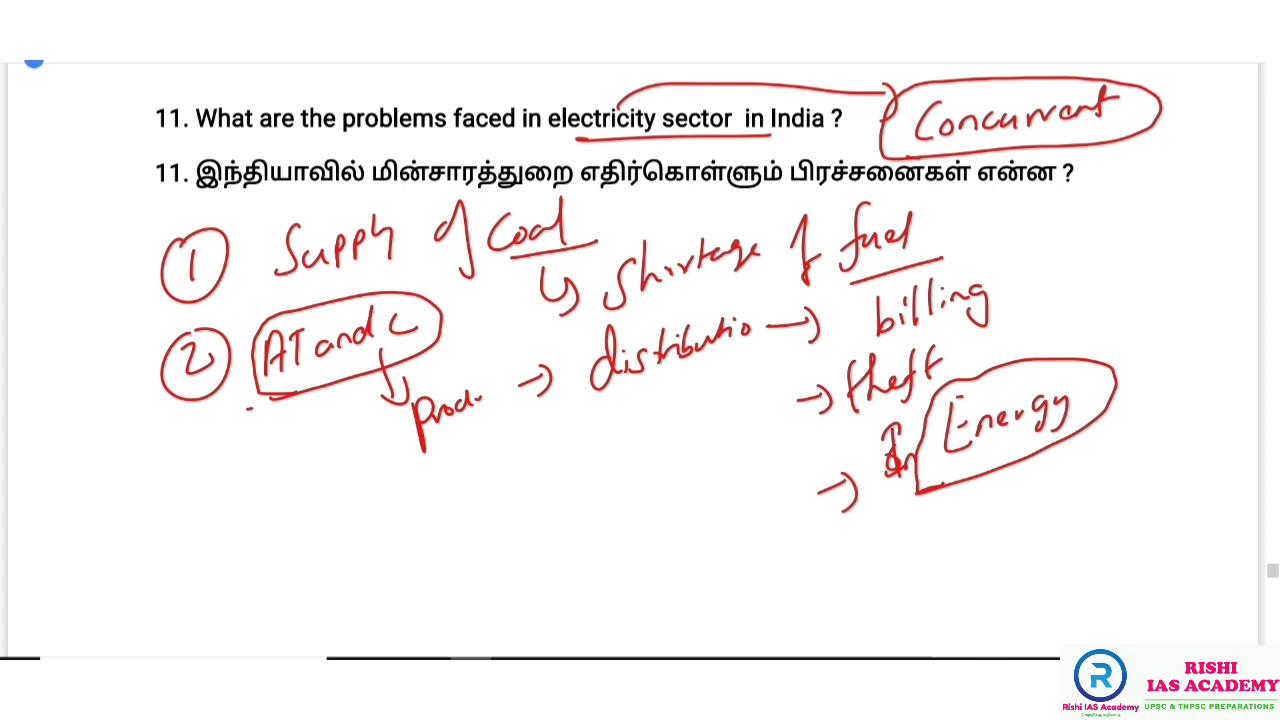 11. What are the problems faced in electricity sector in India ?
Concurrent
11. இந்தியாவில் மின்சாரத்துறை எதிர்கொள்ளும் பிரச்சனைகள் என்ன ?
1 Supply of Coal
↳ Shortage of fuel
2 AT and C
Prod. → distributio → billing
→ theft
→ Energy
RISHI
IAS ACADEMY
Rishi IAS Academy
UPSC & TNPSC PREPARATIONS